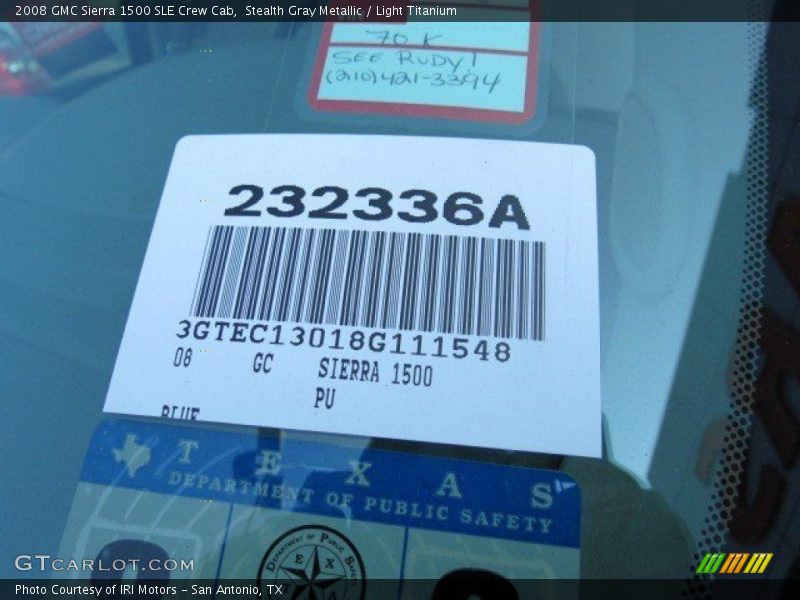 2008 GMC Sierra 1500 SLE Crew Cab,  Stealth Gray Metallic / Light Titanium
70 K
SEE RUDY!
(210)421-3394
232336A
3GTEC13018G111548
08 GC SIERRA 1500
PU
BLUE
TEXAS
DEPARTMENT OF PUBLIC SAFETY
GTCARLOT.COM
Photo Courtesy of IRI Motors – San Antonio, TX